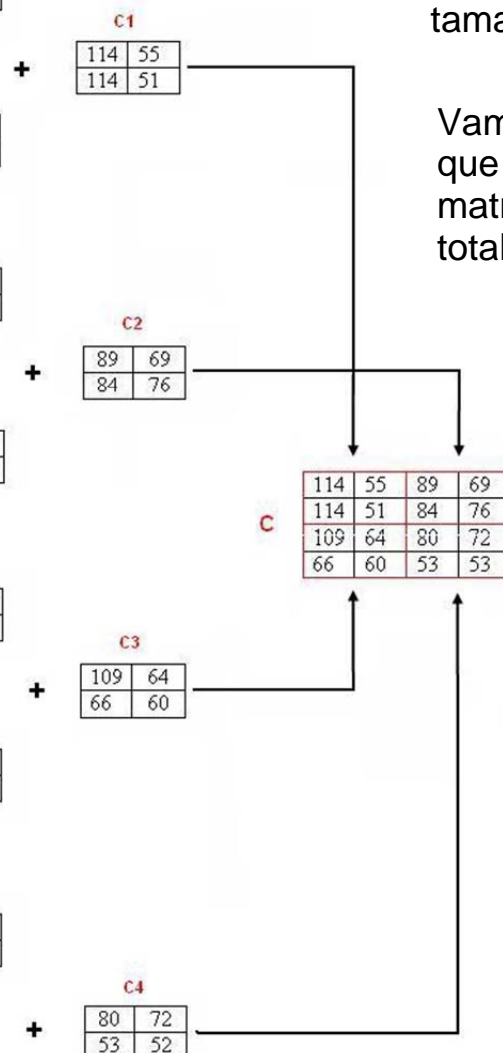 tama
C1
+
114 55
114 51
Vam
que
matr
total
C2
+
89 69
84 76
C
114 55 89 69
114 51 84 76
109 64 80 72
66 60 53 53
C3
+
109 64
66 60
C4
+
80 72
53 52